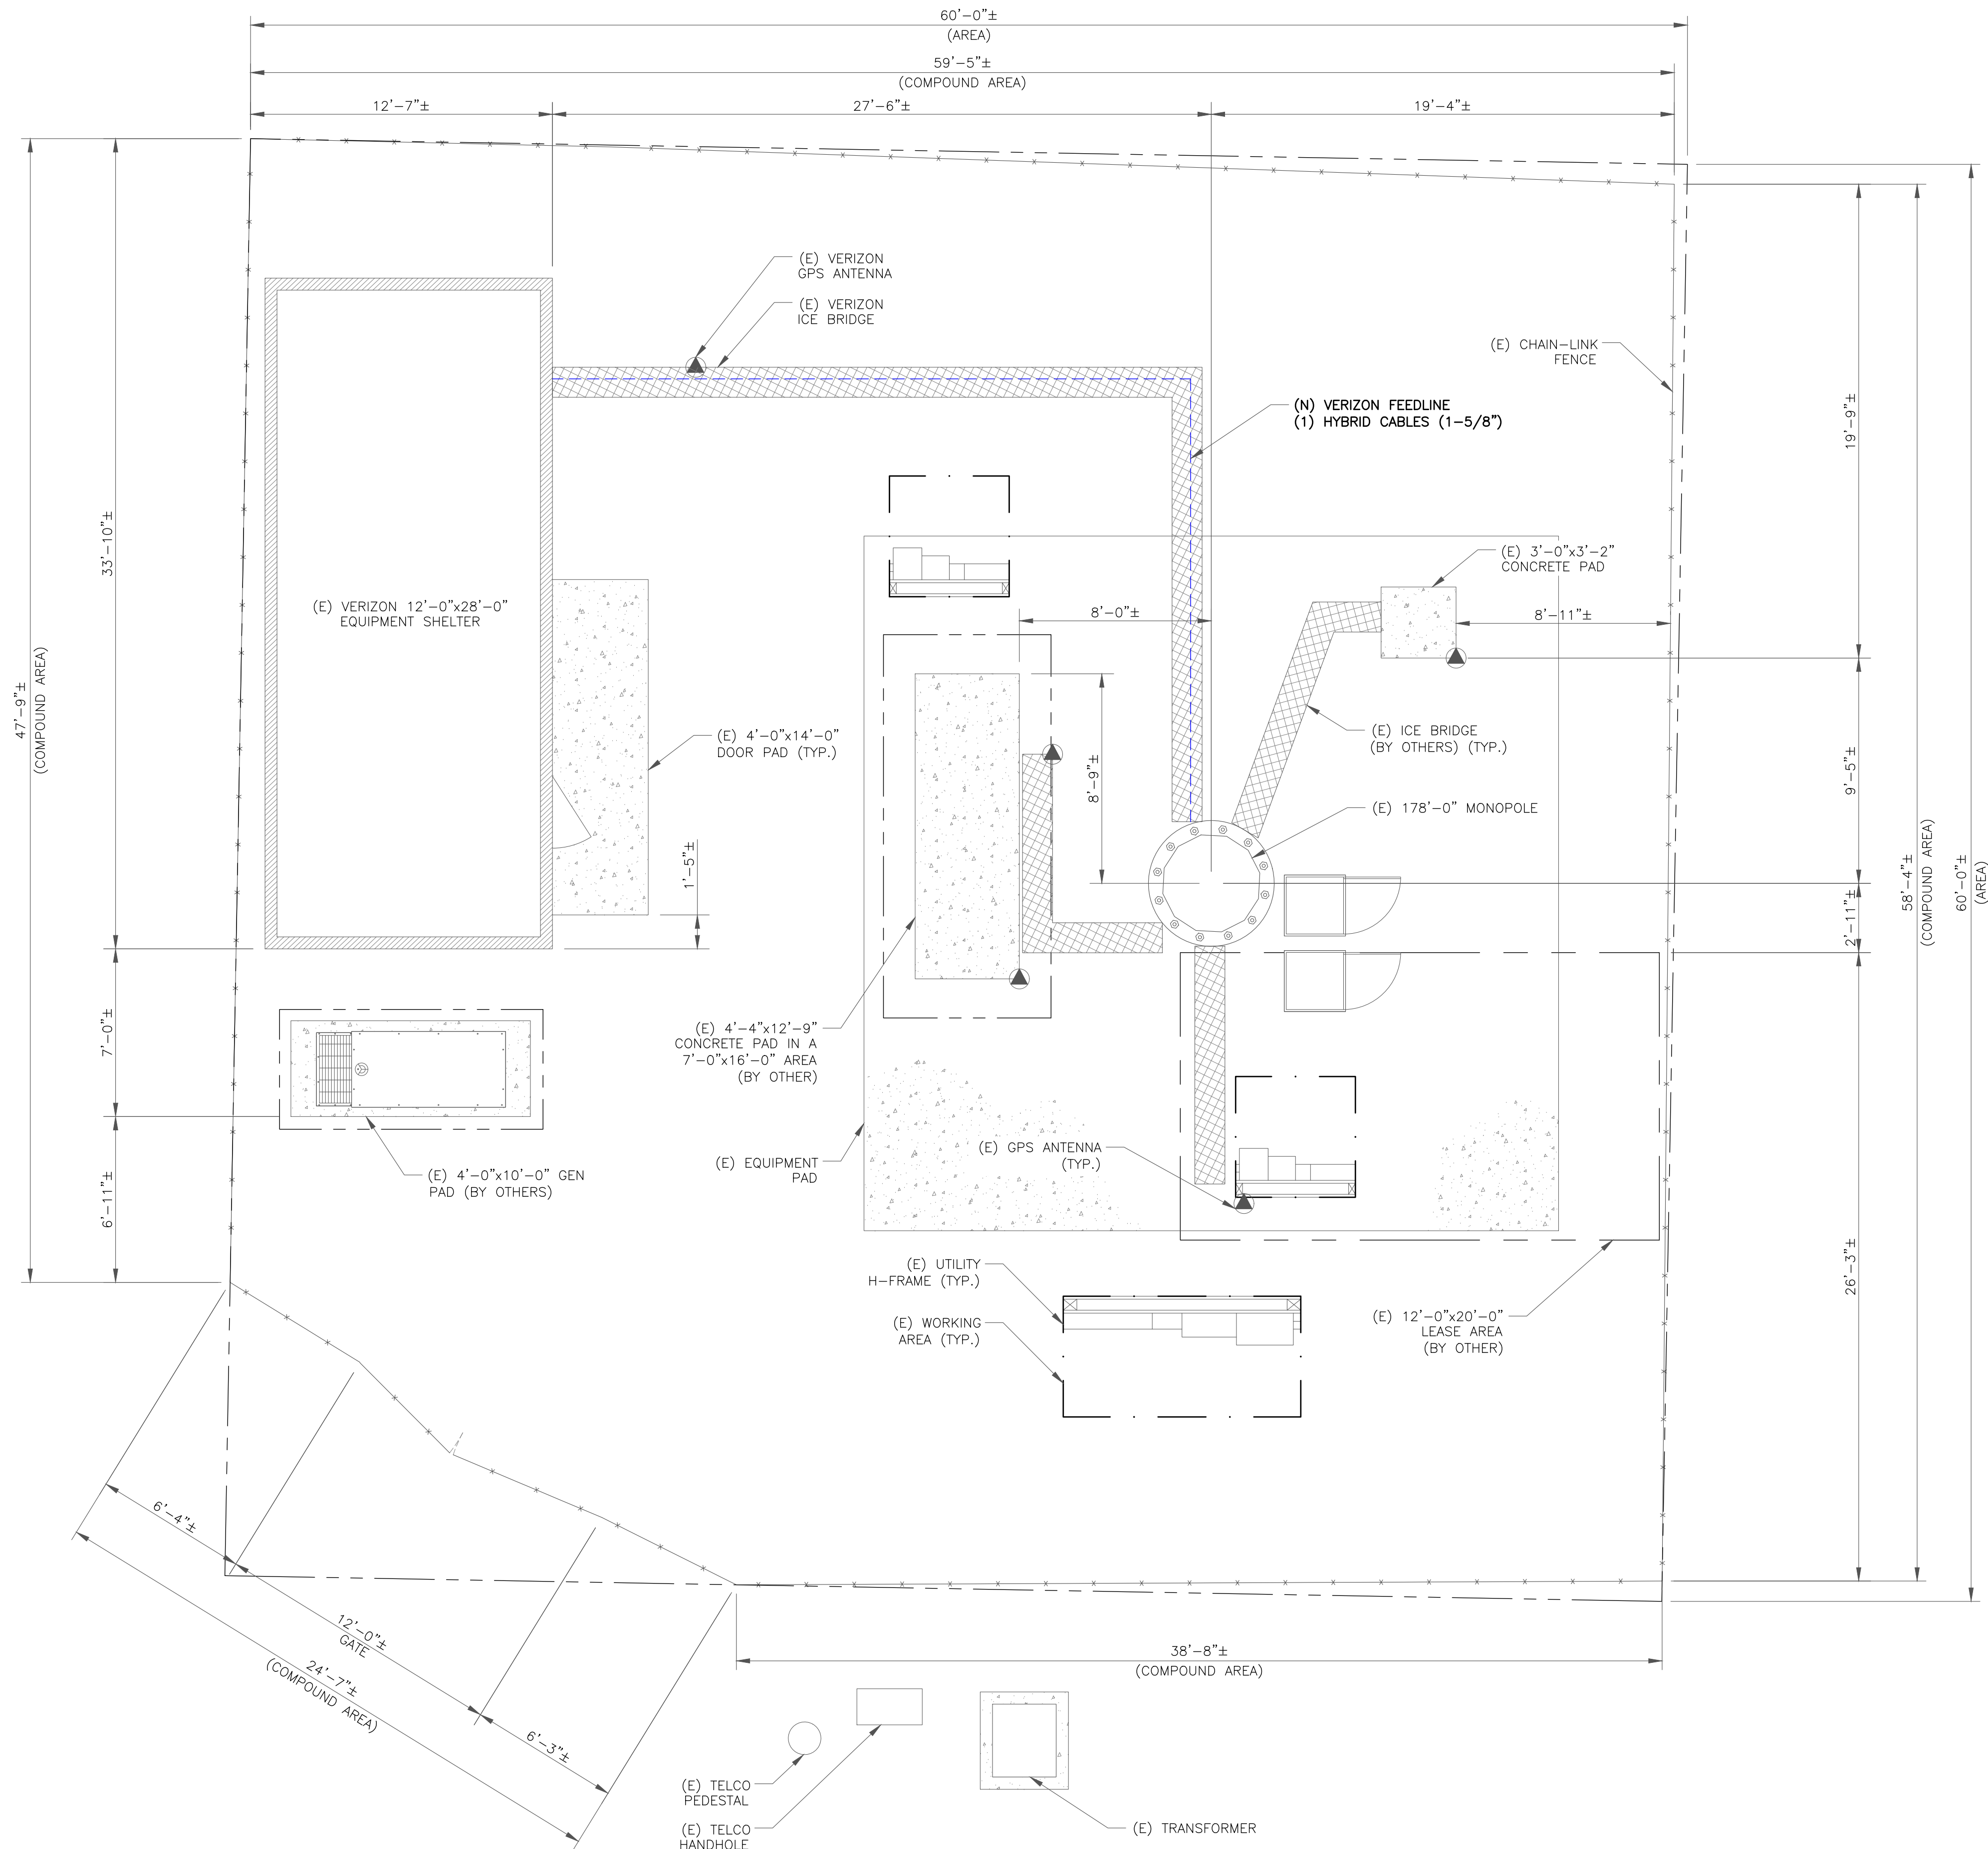 60'-0"±
(AREA)
59'-5"±
(COMPOUND AREA)
12'-7"±
27'-6"±
19'-4"±
(E) VERIZON
GPS ANTENNA
(E) VERIZON
ICE BRIDGE
(E) CHAIN-LINK
FENCE
(N) VERIZON FEEDLINE
(1) HYBRID CABLES (1-5/8")
19'-9"±
33'-10"±
(E) 3'-0"x3'-2"
CONCRETE PAD
(E) VERIZON 12'-0"x28'-0"
EQUIPMENT SHELTER
8'-0"±
8'-11"±
47'-9"±
(COMPOUND AREA)
(E) 4'-0"x14'-0"
DOOR PAD (TYP.)
(E) ICE BRIDGE
(BY OTHERS) (TYP.)
8'-9"±
9'-5"±
(E) 178'-0" MONOPOLE
1'-5"±
58'-4"±
(COMPOUND AREA)
60'-0"±
(AREA)
2'-11"±
7'-0"±
(E) 4'-4"x12'-9"
CONCRETE PAD IN A
7'-0"x16'-0" AREA
(BY OTHER)
(E) GPS ANTENNA
(TYP.)
(E) EQUIPMENT
PAD
(E) 4'-0"x10'-0" GEN
PAD (BY OTHERS)
6'-11"±
26'-3"±
(E) UTILITY
H-FRAME (TYP.)
(E) WORKING
AREA (TYP.)
(E) 12'-0"x20'-0"
LEASE AREA
(BY OTHER)
6'-4"±
12'-0"±
GATE
24'-7"±
(COMPOUND AREA)
6'-3"±
38'-8"±
(COMPOUND AREA)
(E) TELCO
PEDESTAL
(E) TELCO
HANDHOLE
(E) TRANSFORMER